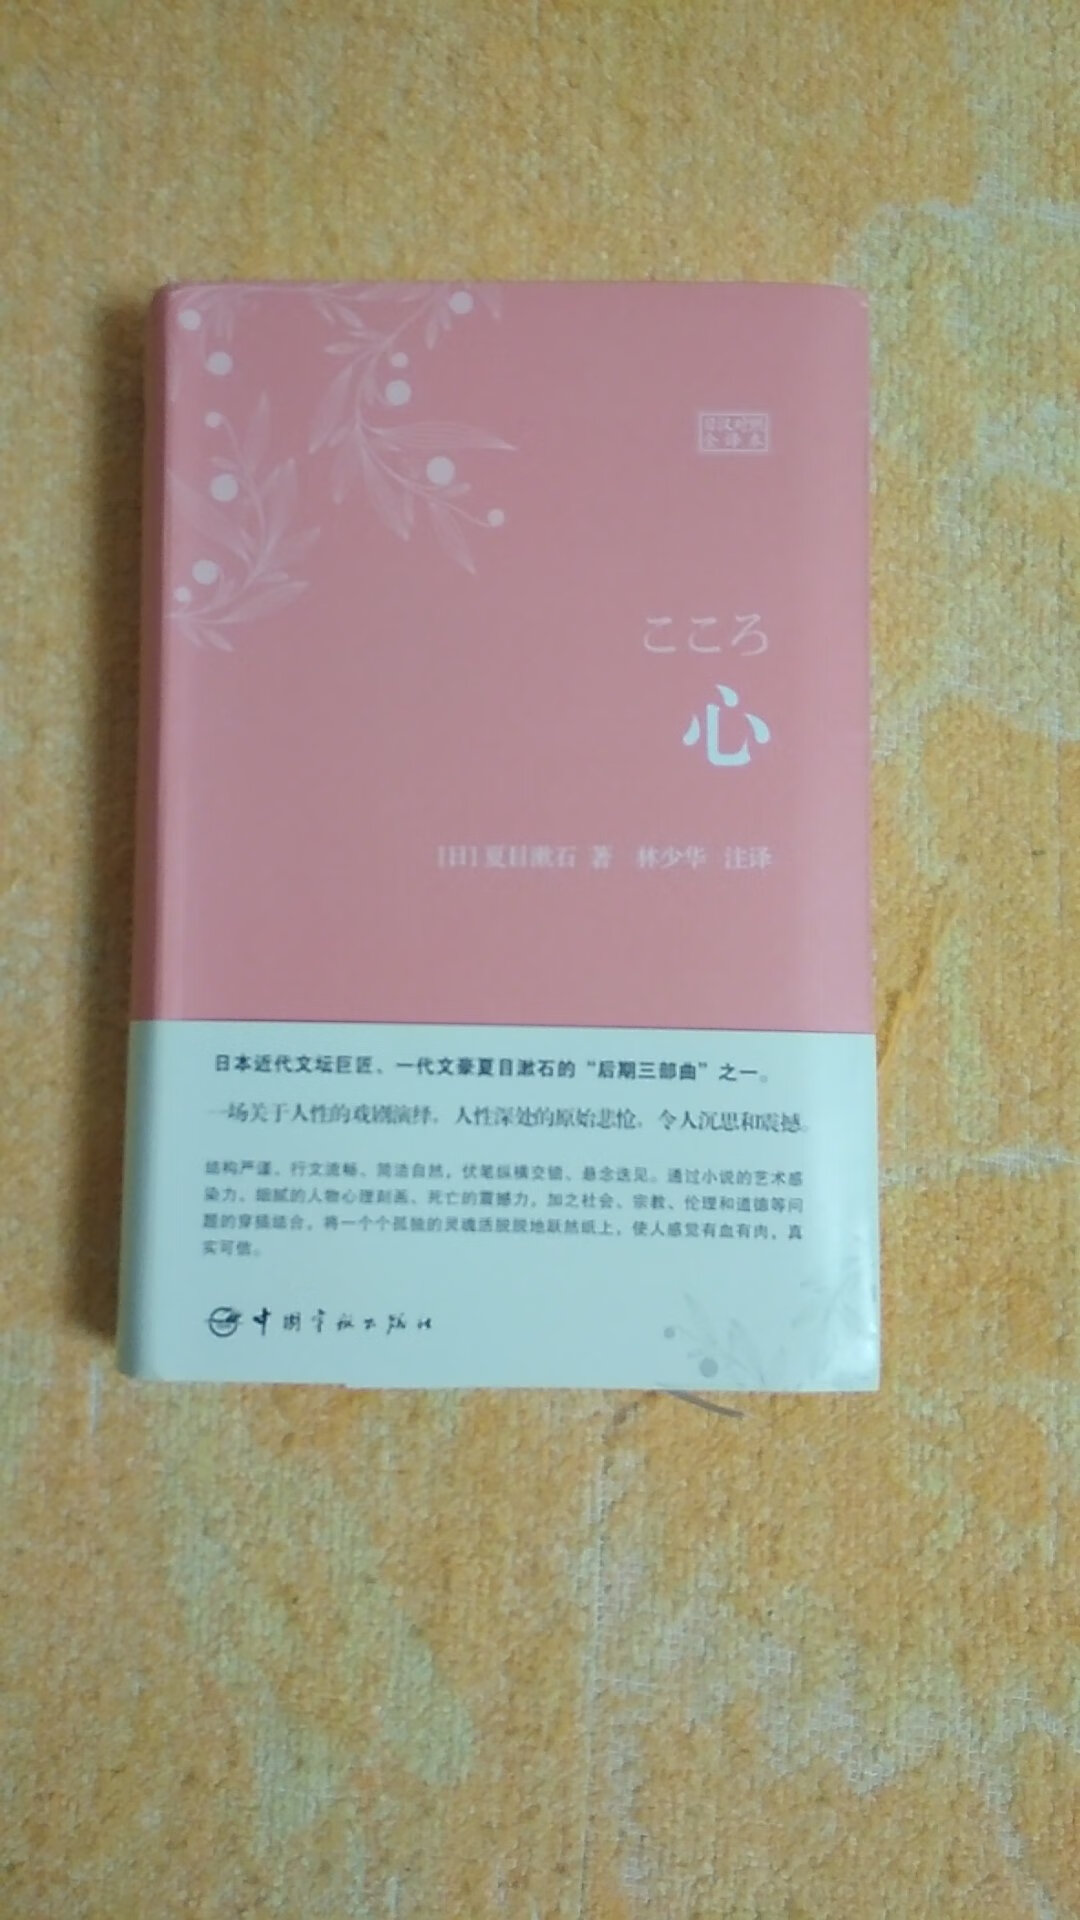 日汉对照
全译本
こころ
心
[日]夏目漱石 著 林少华 注译
日本近代文坛巨匠、一代文豪夏目漱石的“后期三部曲”之一。
一场关于人性的戏剧演绎，人性深处的原始悲怆，令人沉思和震撼。
结构严谨、行文流畅、简洁自然，伏笔纵横交错、悬念迭见。通过小说的艺术感
染力、细腻的人物心理刻画、死亡的震撼力，加之社会、宗教、伦理和道德等问
题的穿插结合，将一个个孤独的灵魂活脱脱地跃然纸上，使人感觉有血有肉，真
实可信。
中国宇航出版社